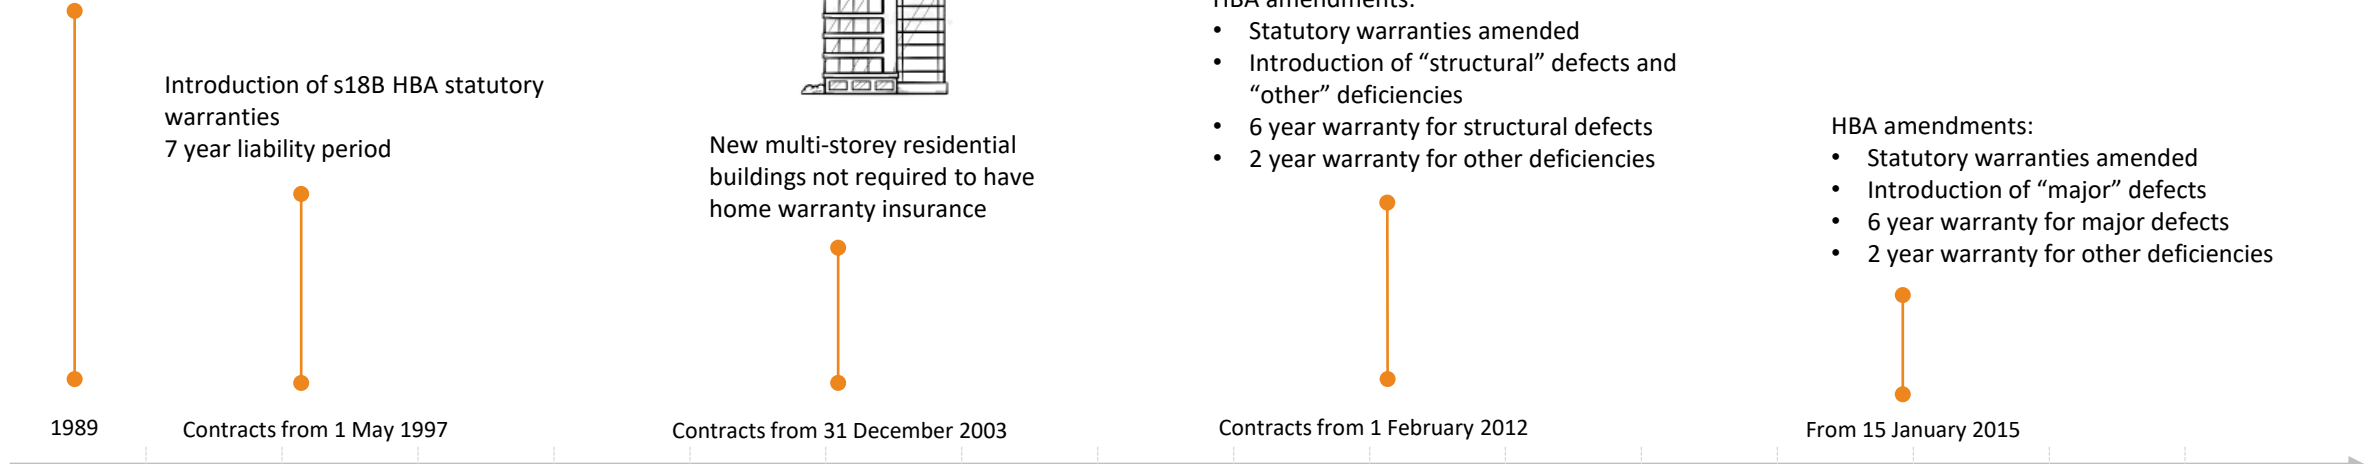 Introduction of s18B HBA statutory
warranties
7 year liability period
New multi-storey residential
buildings not required to have
home warranty insurance
HBA amendments:
• Statutory warranties amended
• Introduction of “structural” defects and
“other” deficiencies
• 6 year warranty for structural defects
• 2 year warranty for other deficiencies
HBA amendments:
• Statutory warranties amended
• Introduction of “major” defects
• 6 year warranty for major defects
• 2 year warranty for other deficiencies
1989
Contracts from 1 May 1997
Contracts from 31 December 2003
Contracts from 1 February 2012
From 15 January 2015